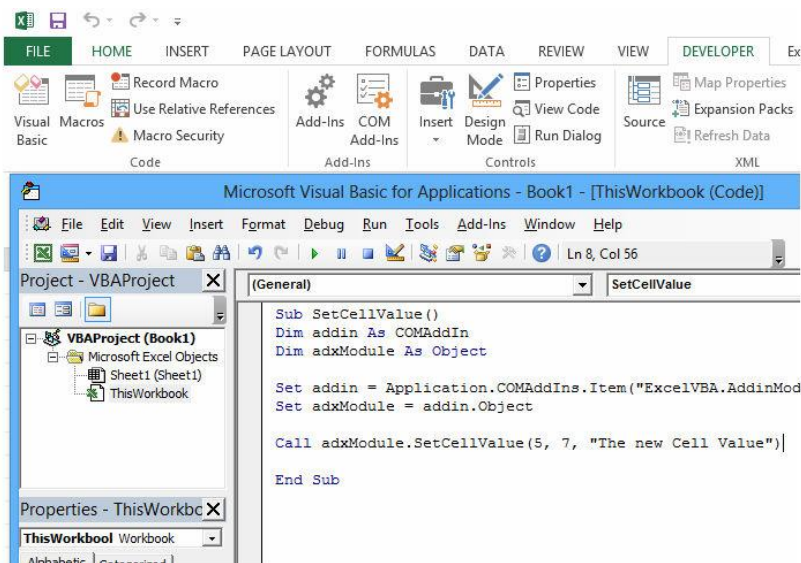 FILE HOME INSERT PAGE LAYOUT FORMULAS DATA REVIEW VIEW DEVELOPER Ex
Visual Basic
Macros
Record Macro
Use Relative References
Macro Security
Code
Add-Ins
COM Add-Ins
Add-Ins
Insert
Design Mode
Properties
View Code
Run Dialog
Controls
Source
Map Properties
Expansion Packs
Refresh Data
XML
Microsoft Visual Basic for Applications - Book1 - [ThisWorkbook (Code)]
File Edit View Insert Format Debug Run Tools Add-Ins Window Help
Ln 8, Col 56
Project - VBAProject
VBAProject (Book1)
Microsoft Excel Objects
Sheet1 (Sheet1)
ThisWorkbook
Properties - ThisWorkbc
ThisWorkbool Workbook
Alphabetic Categorized
(General) SetCellValue
Sub SetCellValue()
Dim addin As COMAddIn
Dim adxModule As Object
Set addin = Application.COMAddIns.Item("ExcelVBA.AddinMod
Set adxModule = addin.Object
Call adxModule.SetCellValue(5, 7, "The new Cell Value")
End Sub